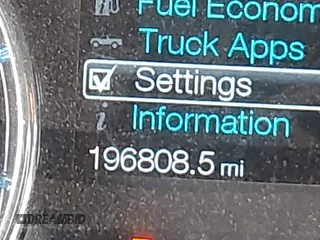 Fuel Econom
Truck Apps
Settings
Information
196808.5 mi